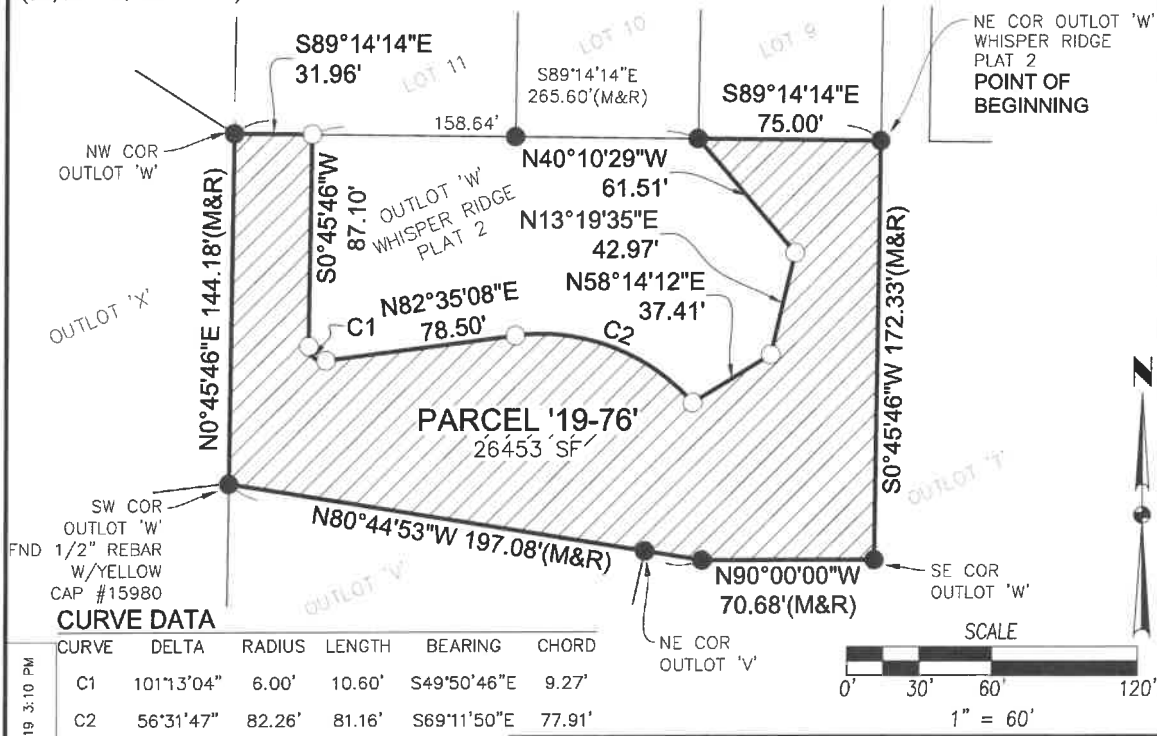 S89°14'14"E
31.96'
LOT 11
LOT 10
LOT 9
S89°14'14"E
265.60'(M&R)
158.64'
S89°14'14"E
75.00'
NE COR OUTLOT 'W'
WHISPER RIDGE
PLAT 2
POINT OF
BEGINNING
NW COR
OUTLOT 'W'
N40°10'29"W
61.51'
N13°19'35"E
42.97'
N58°14'12"E
37.41'
OUTLOT 'W'
WHISPER RIDGE
PLAT 2
S0°45'46"W
87.10'
N0°45'46"E 144.18'(M&R)
OUTLOT 'X'
C1
N82°35'08"E
78.50'
C2
S0°45'46"W 172.33'(M&R)
N
PARCEL '19-76'
26453 SF
SW COR
OUTLOT 'W'
FND 1/2" REBAR
W/YELLOW
CAP #15980
N80°44'53"W 197.08'(M&R)
OUTLOT 'V'
N90°00'00"W
70.68'(M&R)
SE COR
OUTLOT 'W'
NE COR
OUTLOT 'V'
CURVE DATA
CURVE DELTA RADIUS LENGTH BEARING CHORD
C1 101°13'04" 6.00' 10.60' S49°50'46"E 9.27'
C2 56°31'47" 82.26' 81.16' S69°11'50"E 77.91'
SCALE
0' 30' 60' 120'
1" = 60'
19 3:10 PM